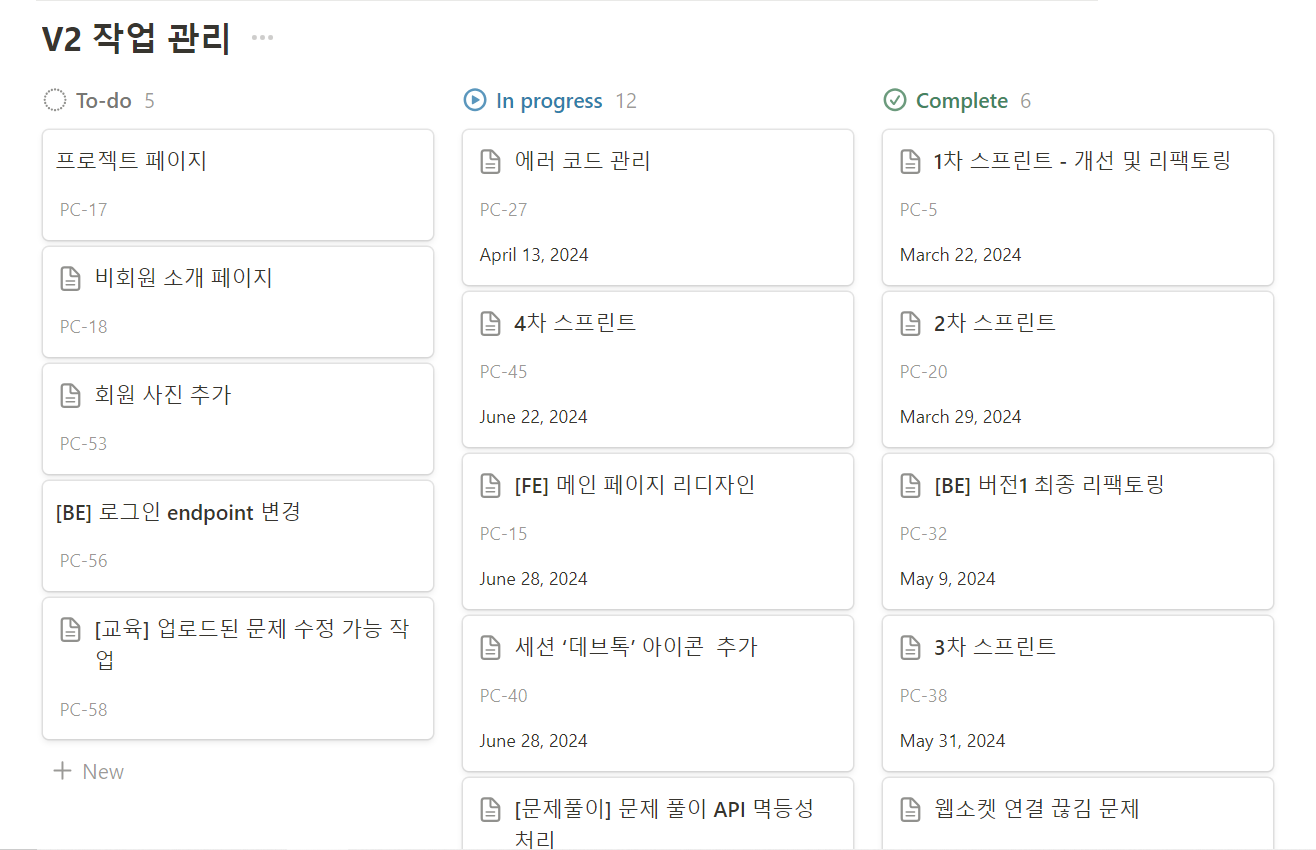 V2 작업 관리
To-do 5
프로젝트 페이지
PC-17
비회원 소개 페이지
PC-18
회원 사진 추가
PC-53
[BE] 로그인 endpoint 변경
PC-56
[교육] 업로드된 문제 수정 가능 작
업
PC-58
New
In progress 12
에러 코드 관리
PC-27
April 13, 2024
4차 스프린트
PC-45
June 22, 2024
[FE] 메인 페이지 리디자인
PC-15
June 28, 2024
세션 ‘데브톡’ 아이콘  추가
PC-40
June 28, 2024
[문제풀이] 문제 풀이 API 멱등성
처리
Complete 6
1차 스프린트 - 개선 및 리팩토링
PC-5
March 22, 2024
2차 스프린트
PC-20
March 29, 2024
[BE] 버전1 최종 리팩토링
PC-32
May 9, 2024
3차 스프린트
PC-38
May 31, 2024
웹소켓 연결 끊김 문제